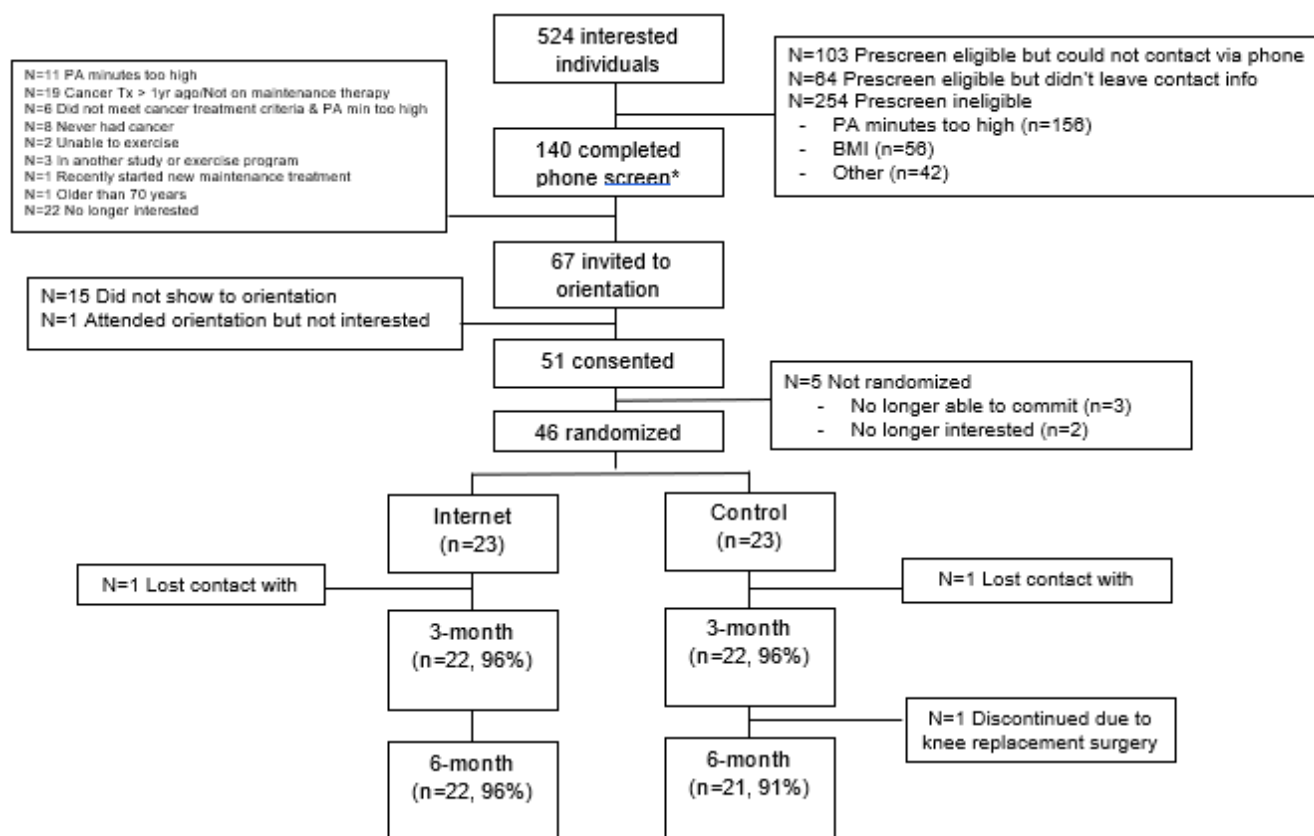 524 interested
individuals
N=103 Prescreen eligible but could not contact via phone
N=64 Prescreen eligible but didn't leave contact info
N=254 Prescreen ineligible
- PA minutes too high (n=156)
- BMI (n=56)
- Other (n=42)
N=11 PA minutes too high
N=19 Cancer Tx > 1yr ago/Not on maintenance therapy
N=6 Did not meet cancer treatment criteria & PA min too high
N=8 Never had cancer
N=2 Unable to exercise
N=3 In another study or exercise program
N=1 Recently started new maintenance treatment
N=1 Older than 70 years
N=22 No longer interested
140 completed
phone screen*
67 invited to
orientation
N=15 Did not show to orientation
N=1 Attended orientation but not interested
51 consented
N=5 Not randomized
- No longer able to commit (n=3)
- No longer interested (n=2)
46 randomized
Internet
(n=23)
Control
(n=23)
N=1 Lost contact with
N=1 Lost contact with
3-month
(n=22, 96%)
3-month
(n=22, 96%)
N=1 Discontinued due to
knee replacement surgery
6-month
(n=22, 96%)
6-month
(n=21, 91%)